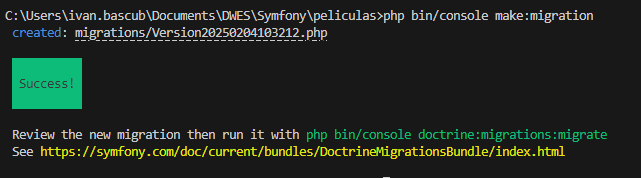 C:\Users\ivan.bascub\Documents\DWES\Symfony\peliculas>php bin/console make:migration
created: migrations/Version20250204103212.php
Success!
Review the new migration then run it with php bin/console doctrine:migrations:migrate
See https://symfony.com/doc/current/bundles/DoctrineMigrationsBundle/index.html